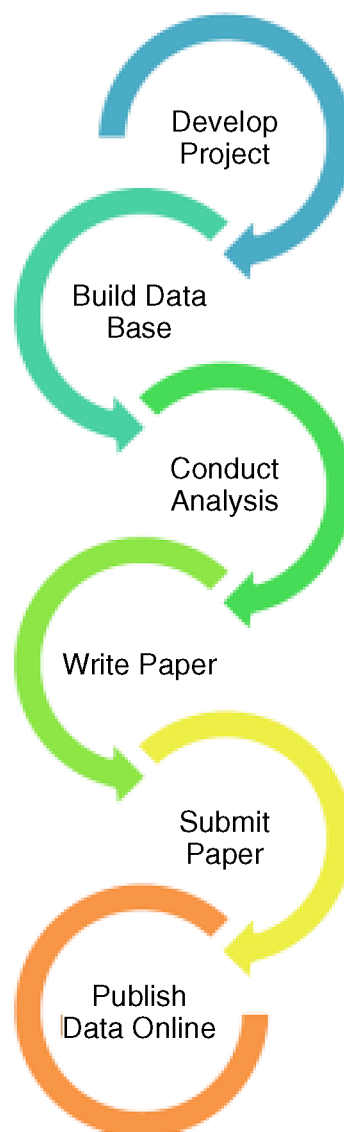 Develop
Project
Build Data
Base
Conduct
Analysis
Write Paper
Submit
Paper
Publish
Data Online